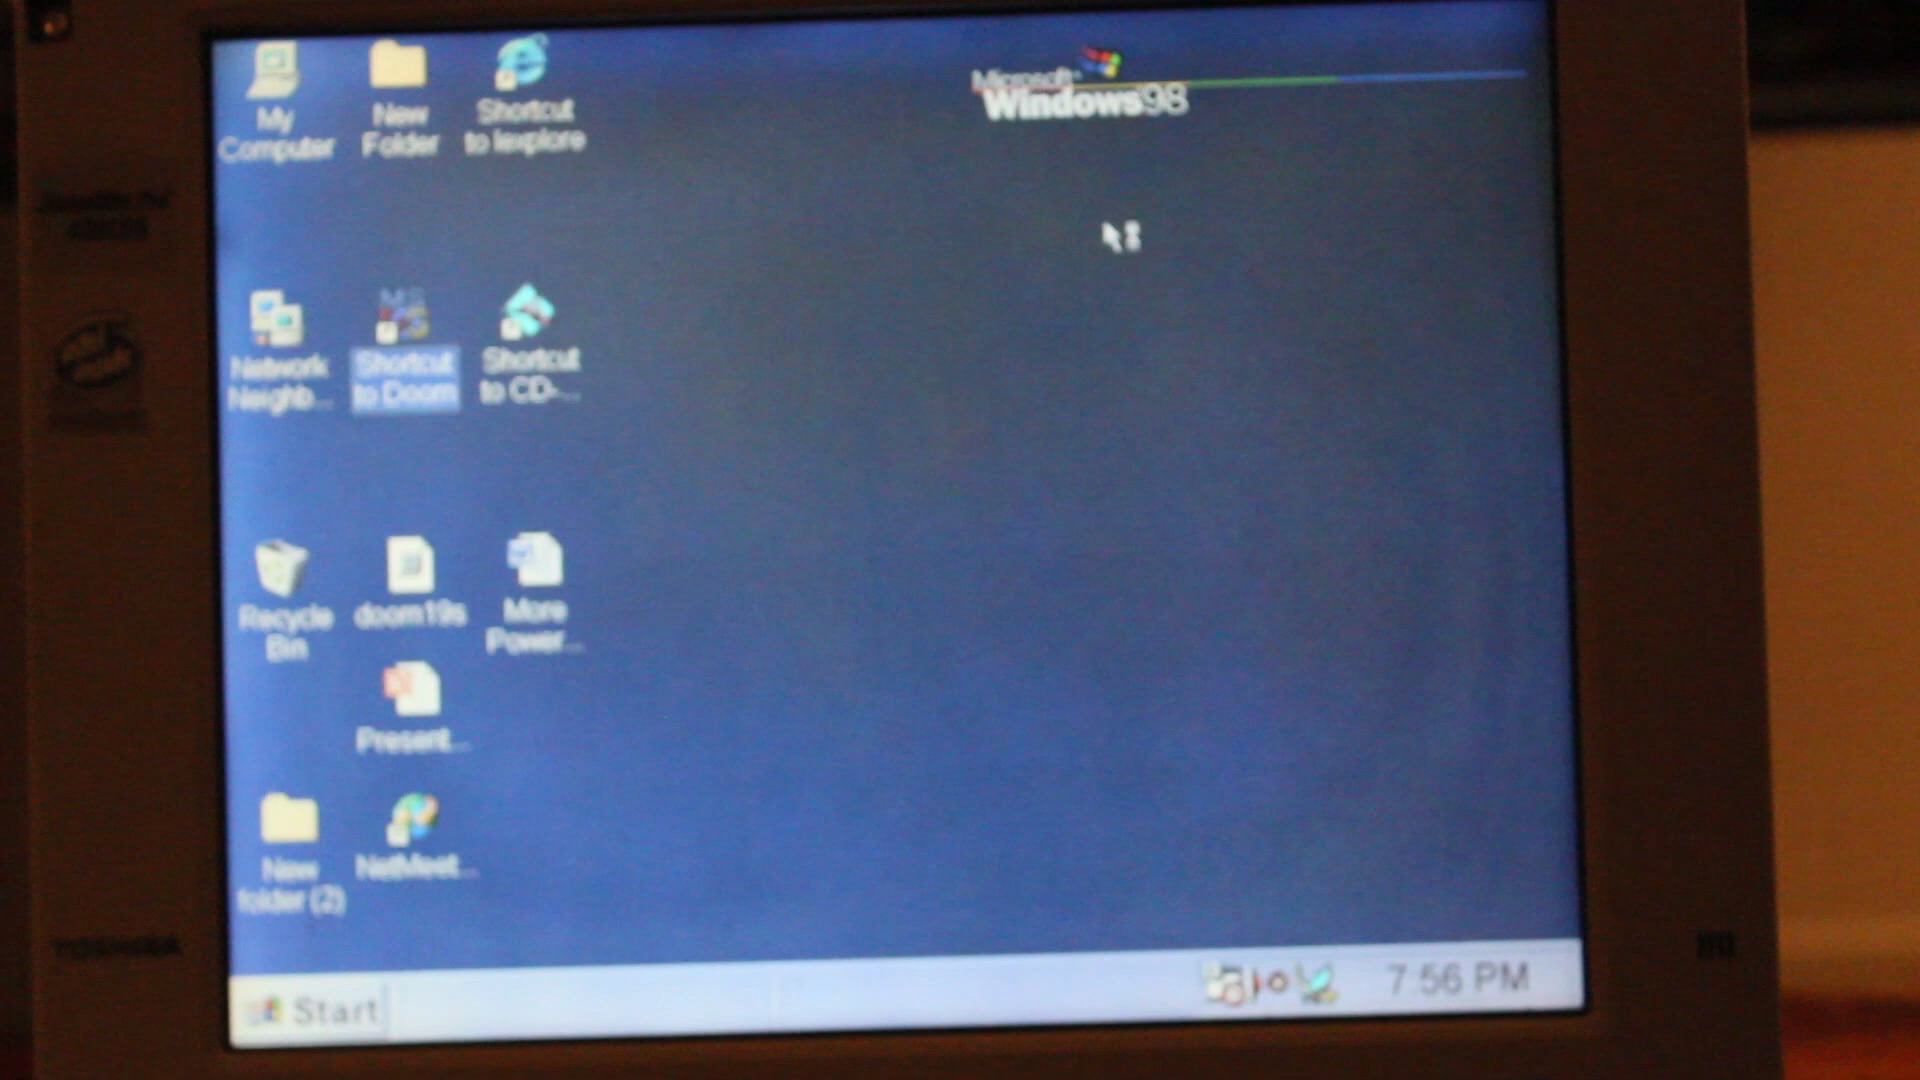 My
Computer
New
Folder
Shortcut
to Iexplore
Microsoft
Windows98
Network
Neighb...
Shortcut
to Doom
Shortcut
to CD-...
Recycle
Bin
doom19s
More
Power...
Present...
New
folder (2)
NetMeet...
TOSHIBA
Start
7:56 PM